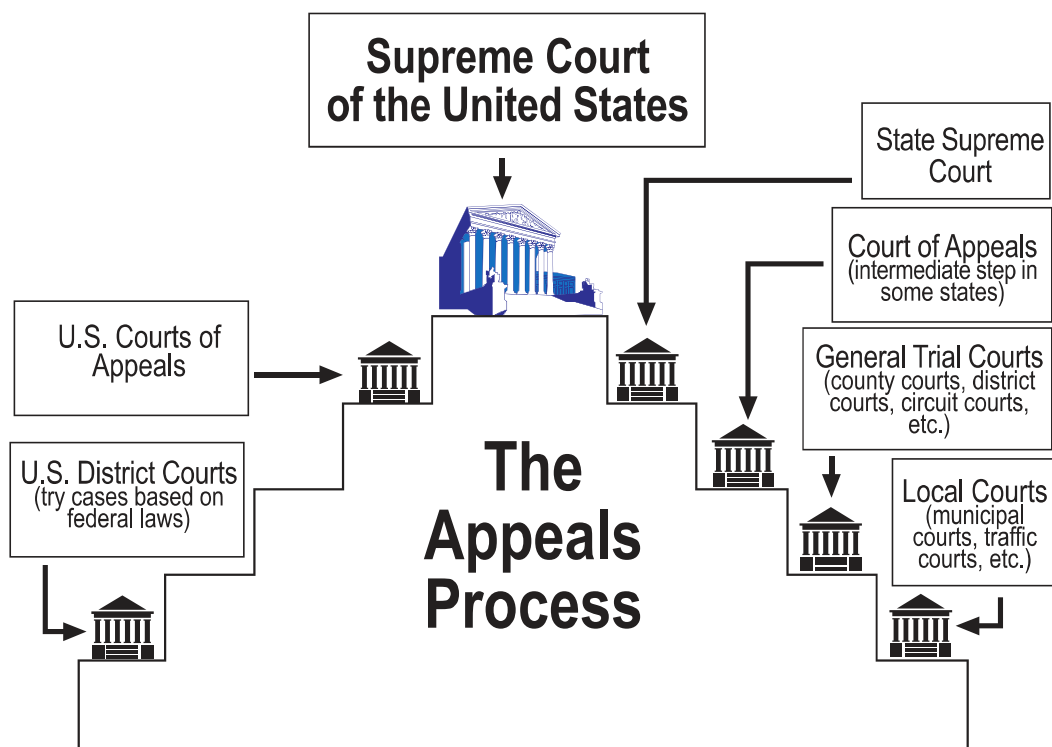 Supreme Court
of the United States
State Supreme
Court
Court of Appeals
(intermediate step in
some states)
U.S. Courts of
Appeals
General Trial Courts
(county courts, district
courts, circuit courts,
etc.)
U.S. District Courts
(try cases based on
federal laws)
Local Courts
(municipal
courts, traffic
courts, etc.)
The
Appeals
Process